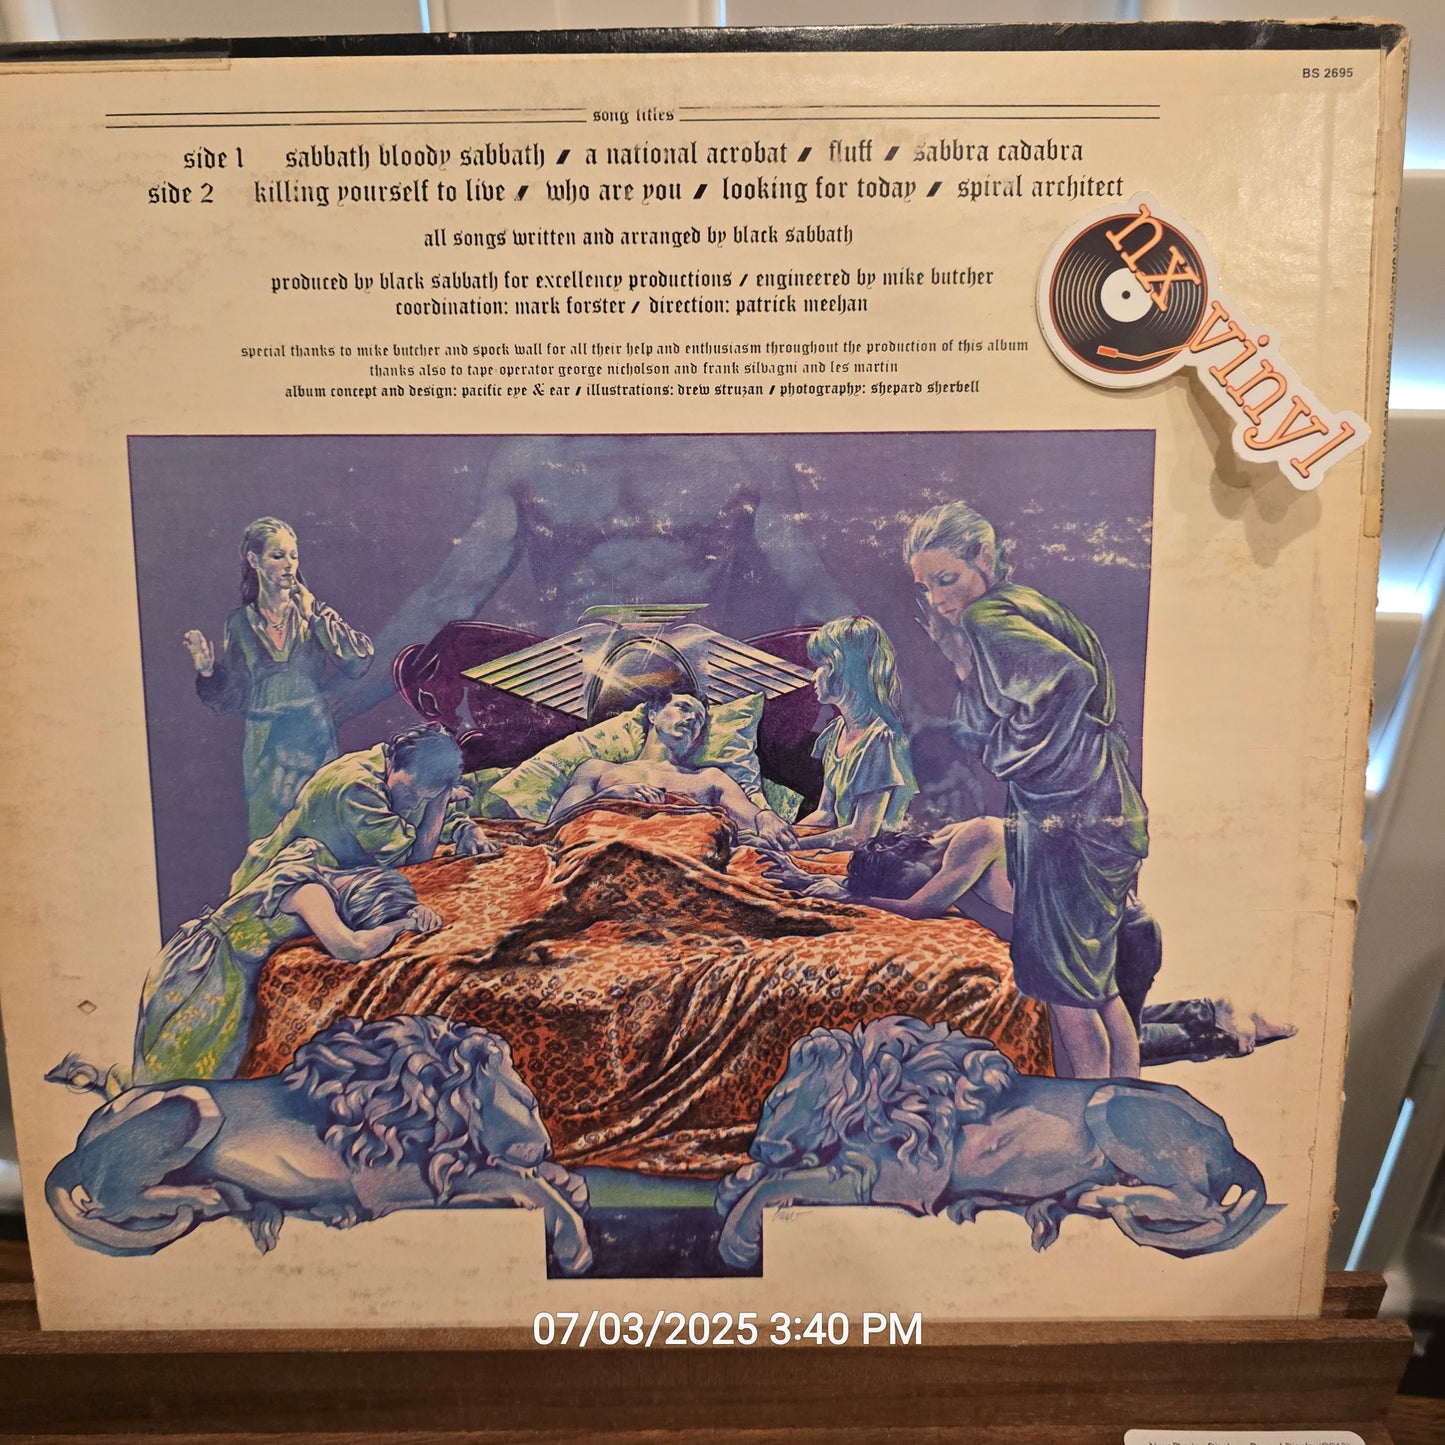 BS 2695
song titles
side 1 sabbath bloody sabbath / a national acrobat / fluff / sabbra cadabra
side 2 killing yourself to live / who are you / looking for today / spiral architect
all songs written and arranged by black sabbath
produced by black sabbath for excellency productions / engineered by mike butcher
coordination: mark forster / direction: patrick meehan
special thanks to mike butcher and spock wall for all their help and enthusiasm throughout the production of this album
thanks also to tape-operator george nicholson and frank silvagni and les martin
album concept and design: pacific eye & ear / illustrations: drew struzan / photography: shepard sherbell
nx vinyl
07/03/2025 3:40 PM